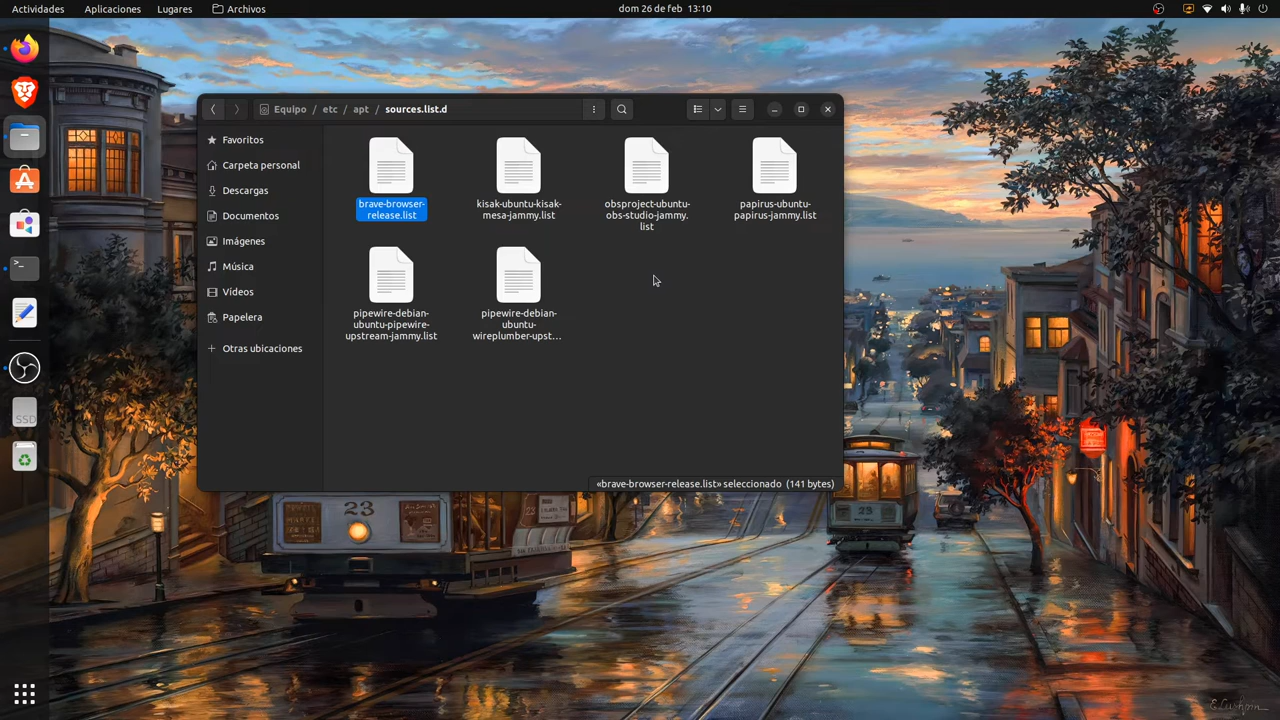 Actividades
Aplicaciones
Lugares
Archivos
dom 26 de feb 13:10
Equipo / etc / apt / sources.list.d
Favoritos
Carpeta personal
Descargas
Documentos
Imágenes
Música
Vídeos
Papelera
+ Otras ubicaciones
brave-browser-
release.list
kisak-ubuntu-kisak-
mesa-jammy.list
obsproject-ubuntu-
obs-studio-jammy.
list
papirus-ubuntu-
papirus-jammy.list
pipewire-debian-
ubuntu-pipewire-
upstream-jammy.list
pipewire-debian-
ubuntu-
wireplumber-upst…
«brave-browser-release.list» seleccionado (141 bytes)
SSD
23
23